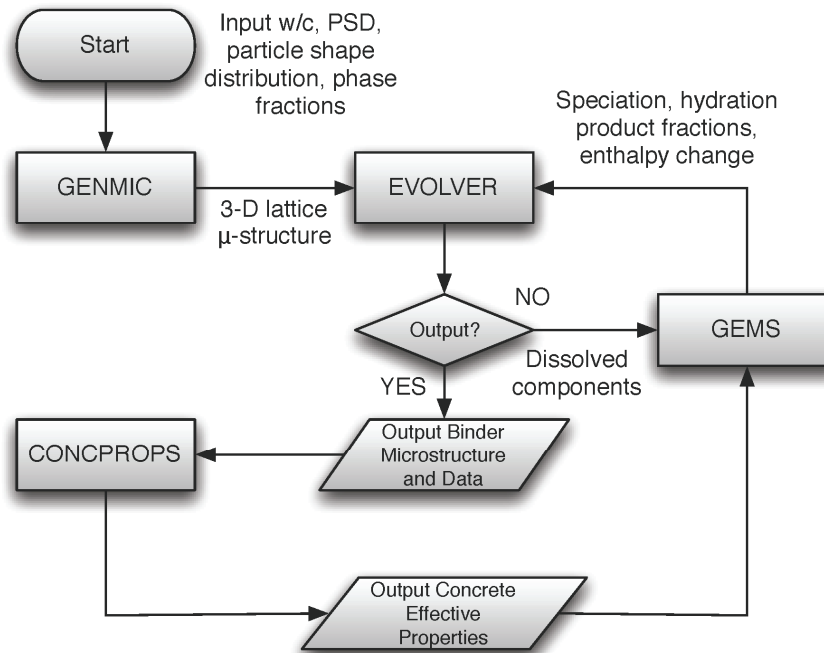 Start
Input w/c, PSD,
particle shape
distribution, phase
fractions
Speciation, hydration
product fractions,
enthalpy change
GENMIC
3-D lattice
μ-structure
EVOLVER
Output?
NO
Dissolved
components
GEMS
YES
Output Binder
Microstructure
and Data
CONCPROPS
Output Concrete
Effective
Properties